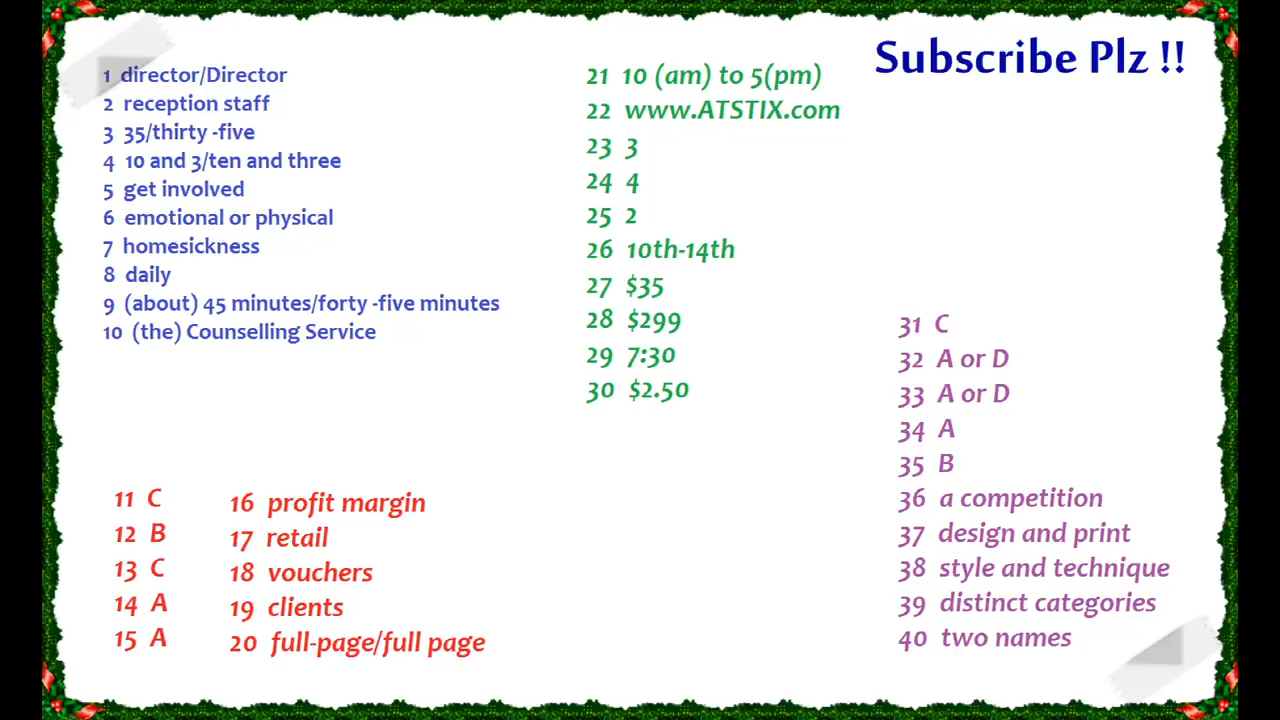 Subscribe Plz !!
1 director/Director
2 reception staff
3 35/thirty -five
4 10 and 3/ten and three
5 get involved
6 emotional or physical
7 homesickness
8 daily
9 (about) 45 minutes/forty -five minutes
10 (the) Counselling Service
11 C
12 B
13 C
14 A
15 A
16 profit margin
17 retail
18 vouchers
19 clients
20 full-page/full page
21 10 (am) to 5(pm)
22 www.ATSTIX.com
23 3
24 4
25 2
26 10th-14th
27 $35
28 $299
29 7:30
30 $2.50
31 C
32 A or D
33 A or D
34 A
35 B
36 a competition
37 design and print
38 style and technique
39 distinct categories
40 two names